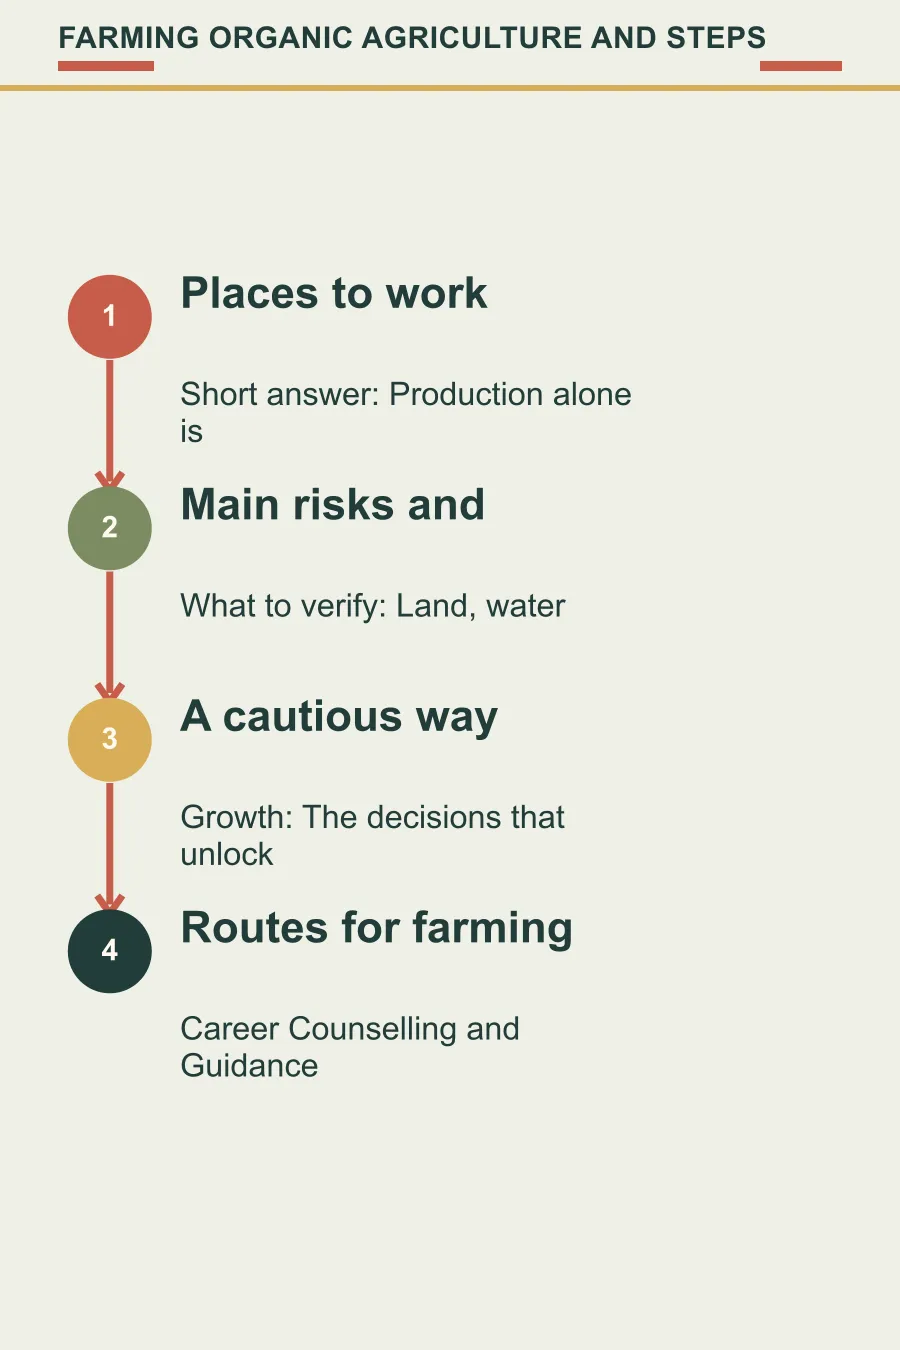 FARMING ORGANIC AGRICULTURE AND STEPS
1
Places to work
Short answer: Production alone
is
2
Main risks and
What to verify: Land, water
3
A cautious way
Growth: The decisions that
unlock
4
Routes for farming
Career Counselling and
Guidance